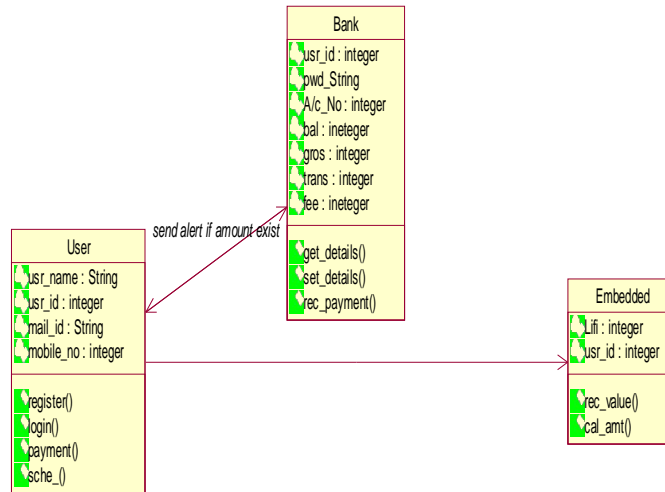 Bank
usr_id : integer
pwd_String
A/c_No : integer
bal : ineteger
gros : integer
trans : integer
fee : ineteger
get_details()
set_details()
rec_payment()
send alert if amount exist
User
usr_name : String
usr_id : integer
mail_id : String
mobile_no : integer
register()
login()
payment()
sche_()
Embedded
Lifi : integer
usr_id : integer
rec_value()
cal_amt()